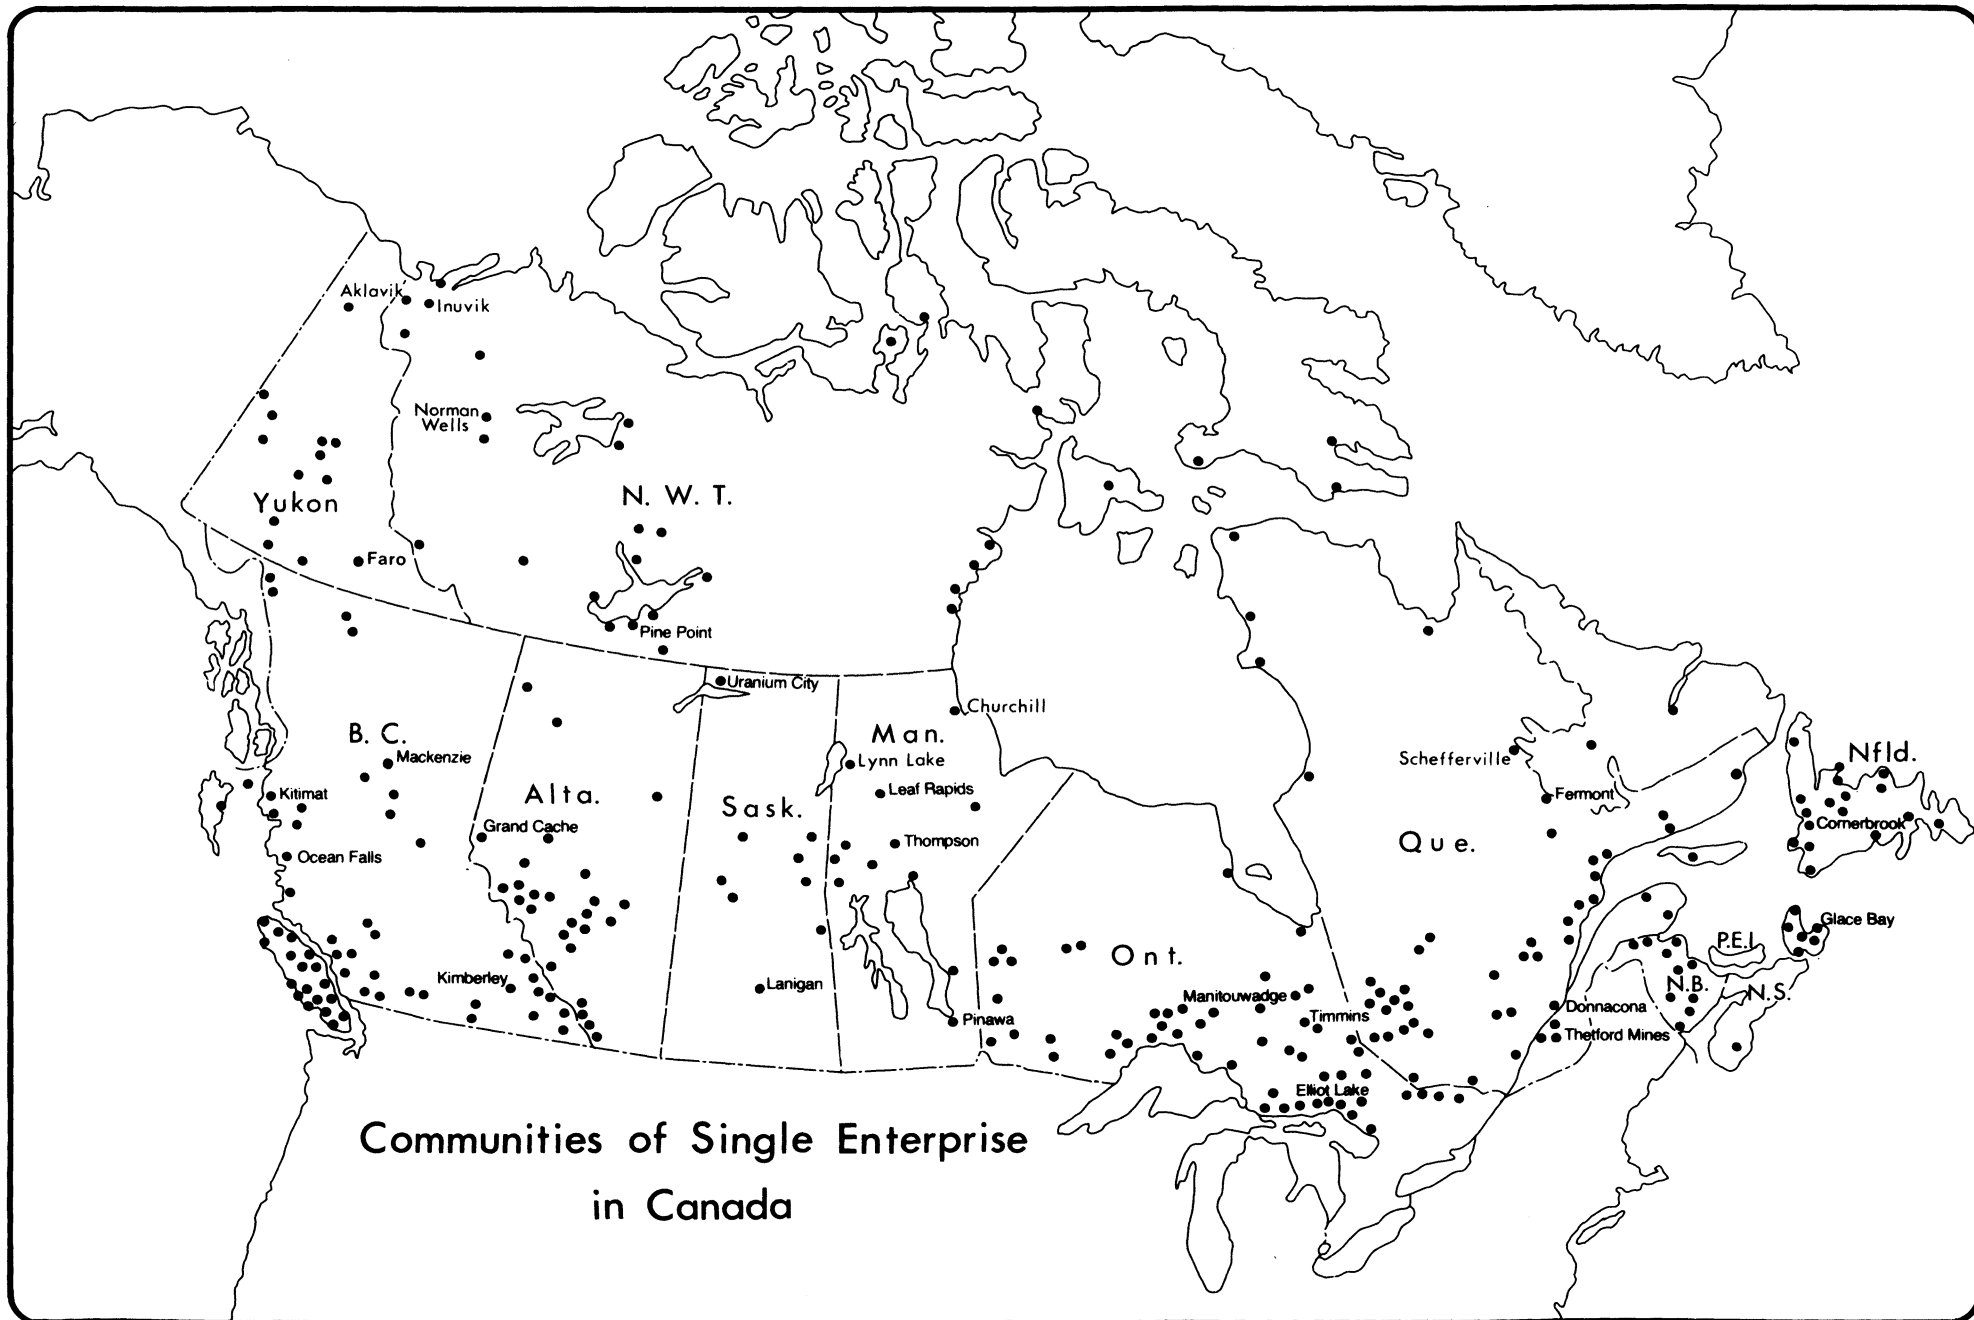 Aklavik
Inuvik
Norman
Wells
Yukon
N. W. T.
Faro
Pine Point
Uranium City
Churchill
B. C.
Mackenzie
Man.
Lynn Lake
Schefferville
Nfld.
Kitimat
Alta.
Sask.
Leaf Rapids
Fermont
Grand Cache
Thompson
Que.
Cornerbrook
Ocean Falls
Glace Bay
P.E.I.
Ont.
Kimberley
Lanigan
Manitouwadge
N.B.
N.S.
Pinawa
Timmins
Donnacona
Thetford Mines
Elliot Lake
Communities of Single Enterprise
in Canada